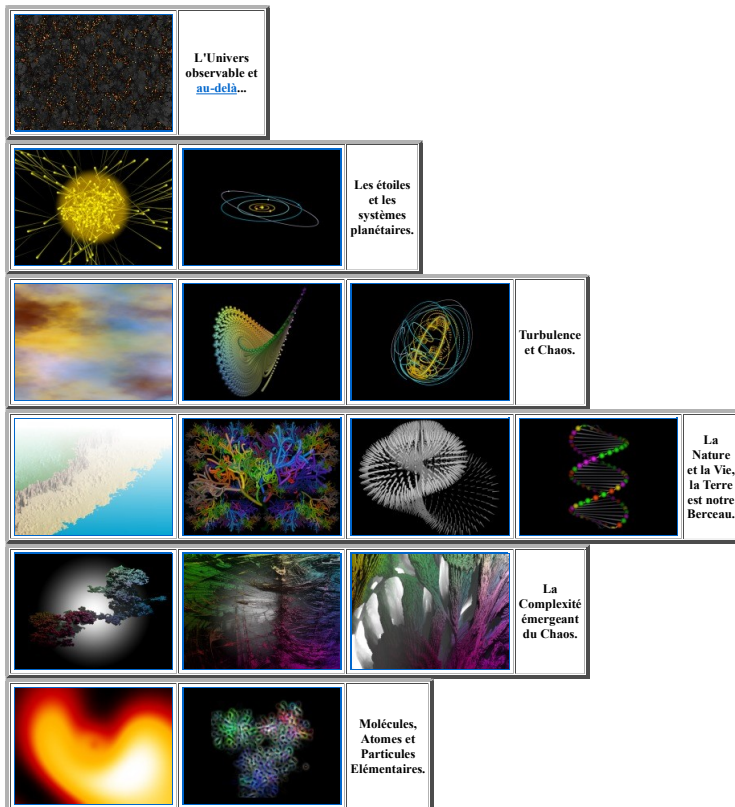 L'Univers
observable et
au-delà...
Les étoiles
et les
systèmes
planétaires.
Turbulence
et Chaos.
La
Nature
et la Vie,
la Terre
est notre
Berceau.
La
Complexité
émergeant
du Chaos.
Molécules,
Atomes et
Particules
Elémentaires.